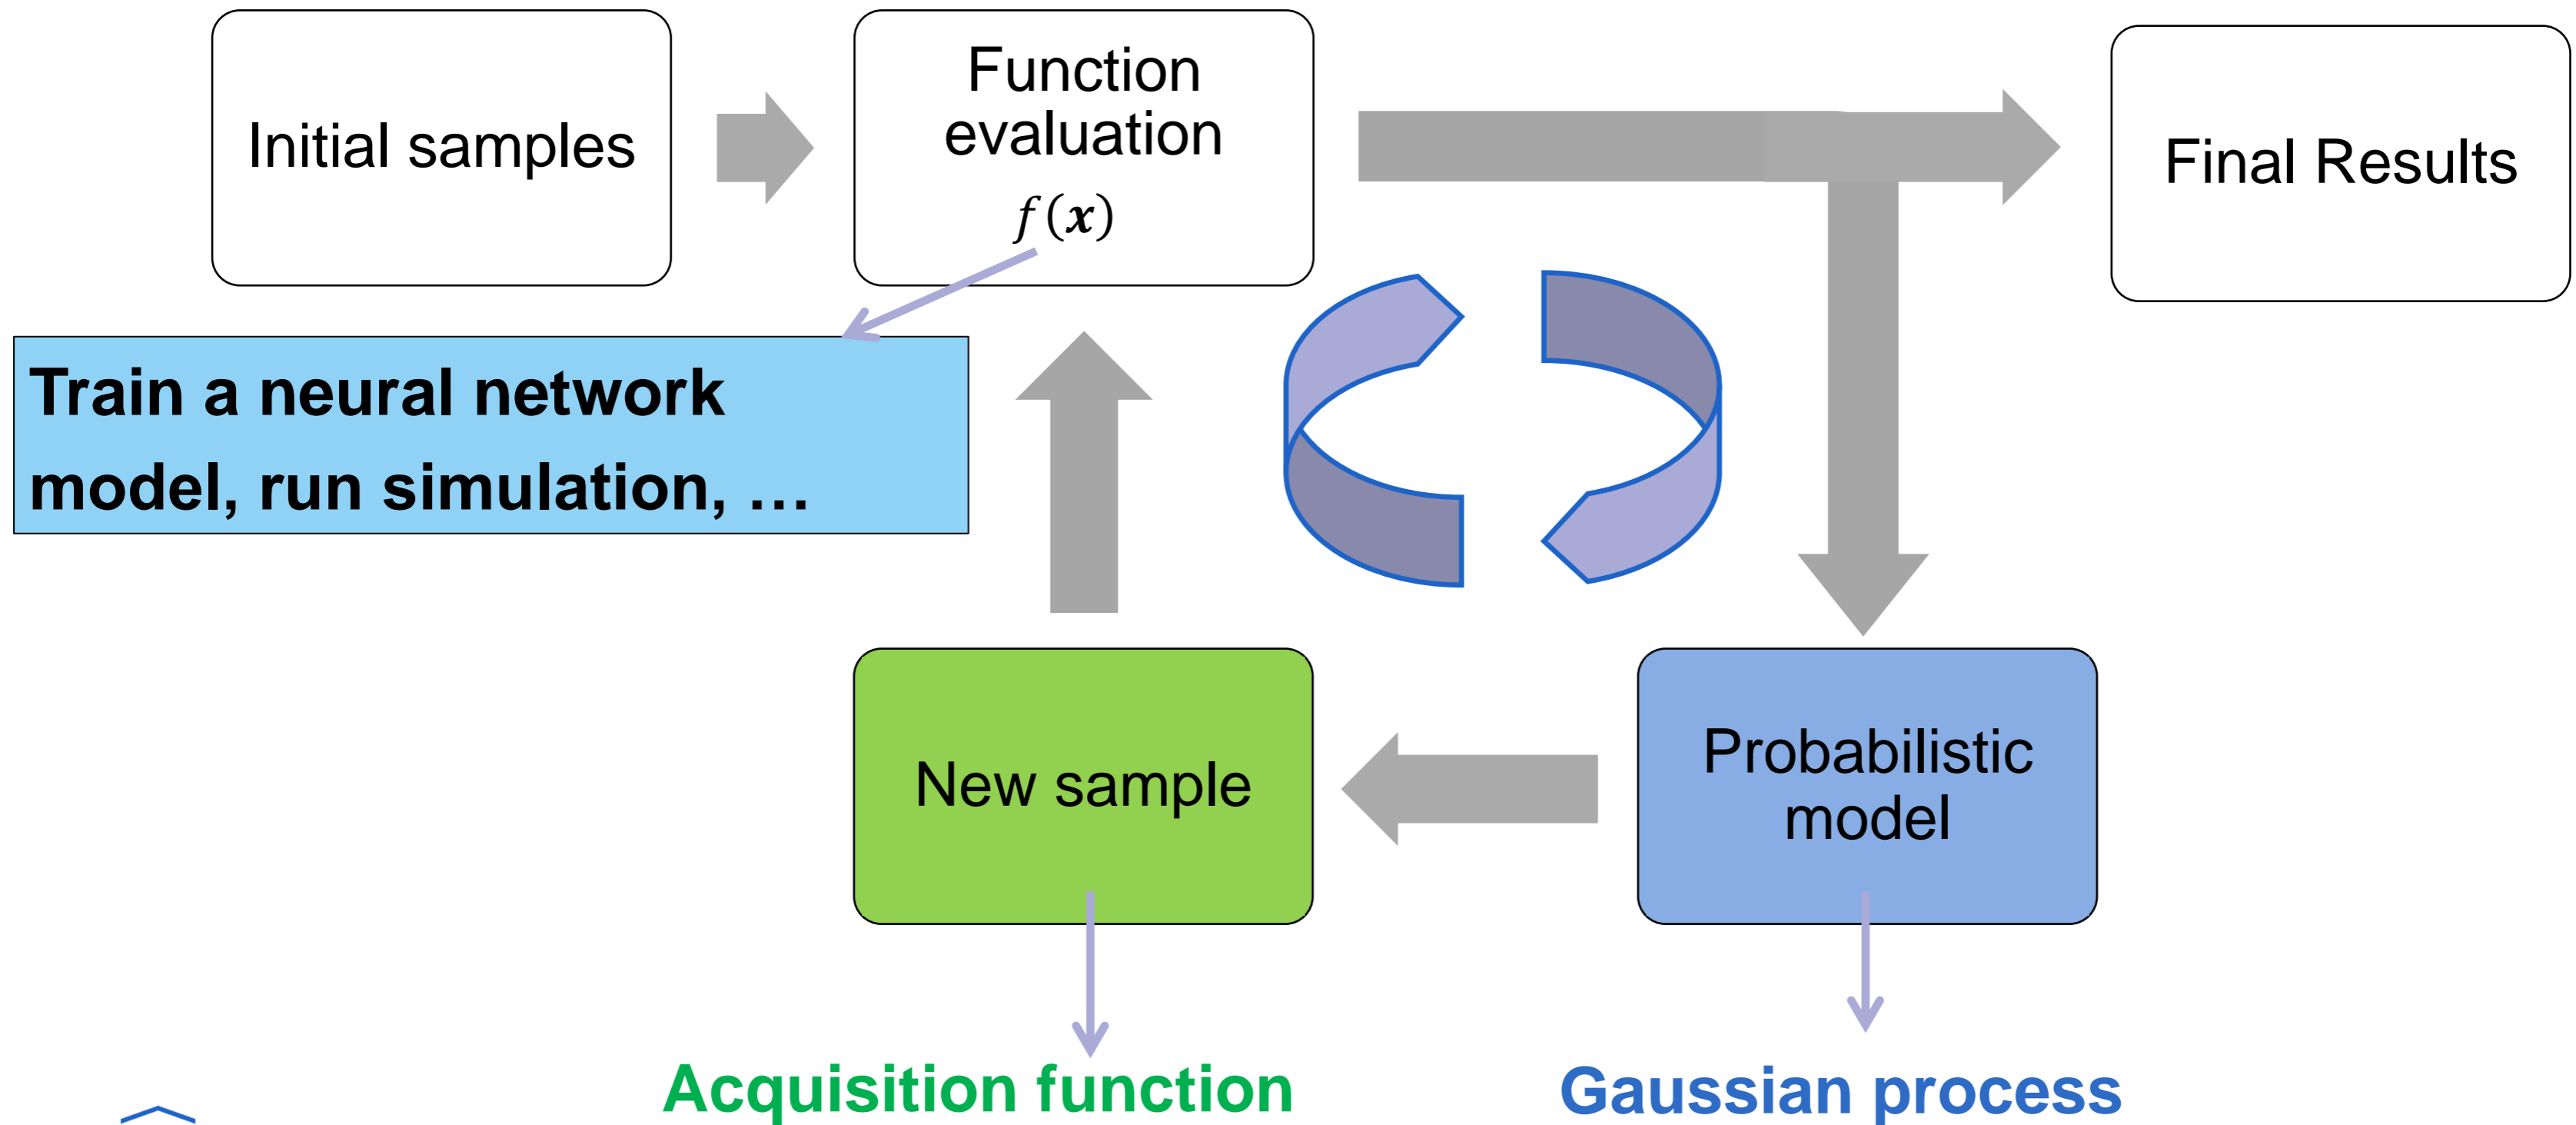 Initial samples
Function
evaluation
f(x)
Final Results
Train a neural network
model, run simulation, …
New sample
Probabilistic
model
Acquisition function
Gaussian process